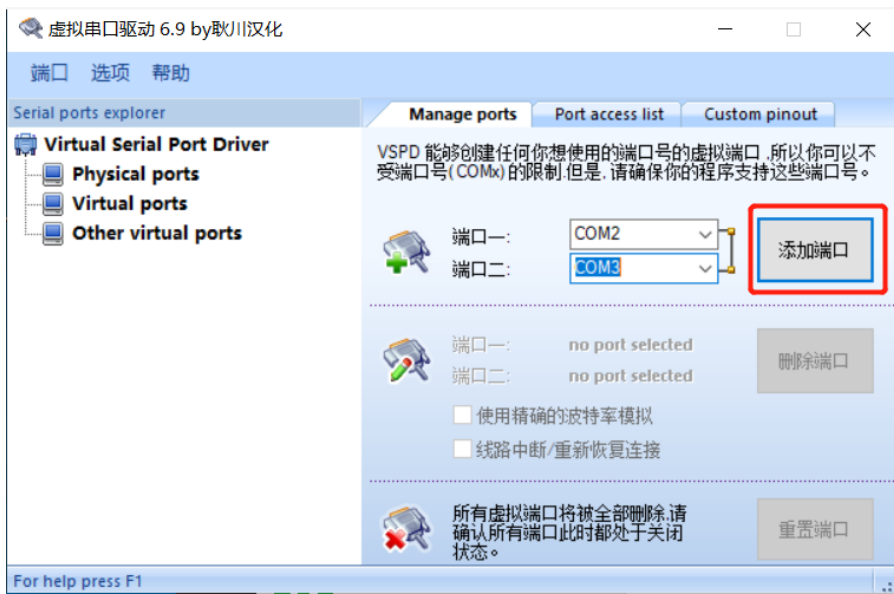 虚拟串口驱动 6.9 by耿川汉化
端口 选项 帮助
Serial ports explorer
Virtual Serial Port Driver
Physical ports
Virtual ports
Other virtual ports
Manage ports Port access list Custom pinout
VSPD 能够创建任何你想使用的端口号的虚拟端口 ,所以你可以不
受端口号(COMx) 的限制.但是, 请确保你的程序支持这些端口号。
端口一: COM2
端口二: COM3
添加端口
端口一: no port selected
端口二: no port selected
删除端口
使用精确的波特率模拟
线路中断/重新恢复连接
所有虚拟端口将被全部删除.请
确认所有端口此时都处于关闭
状态。
重置端口
For help press F1